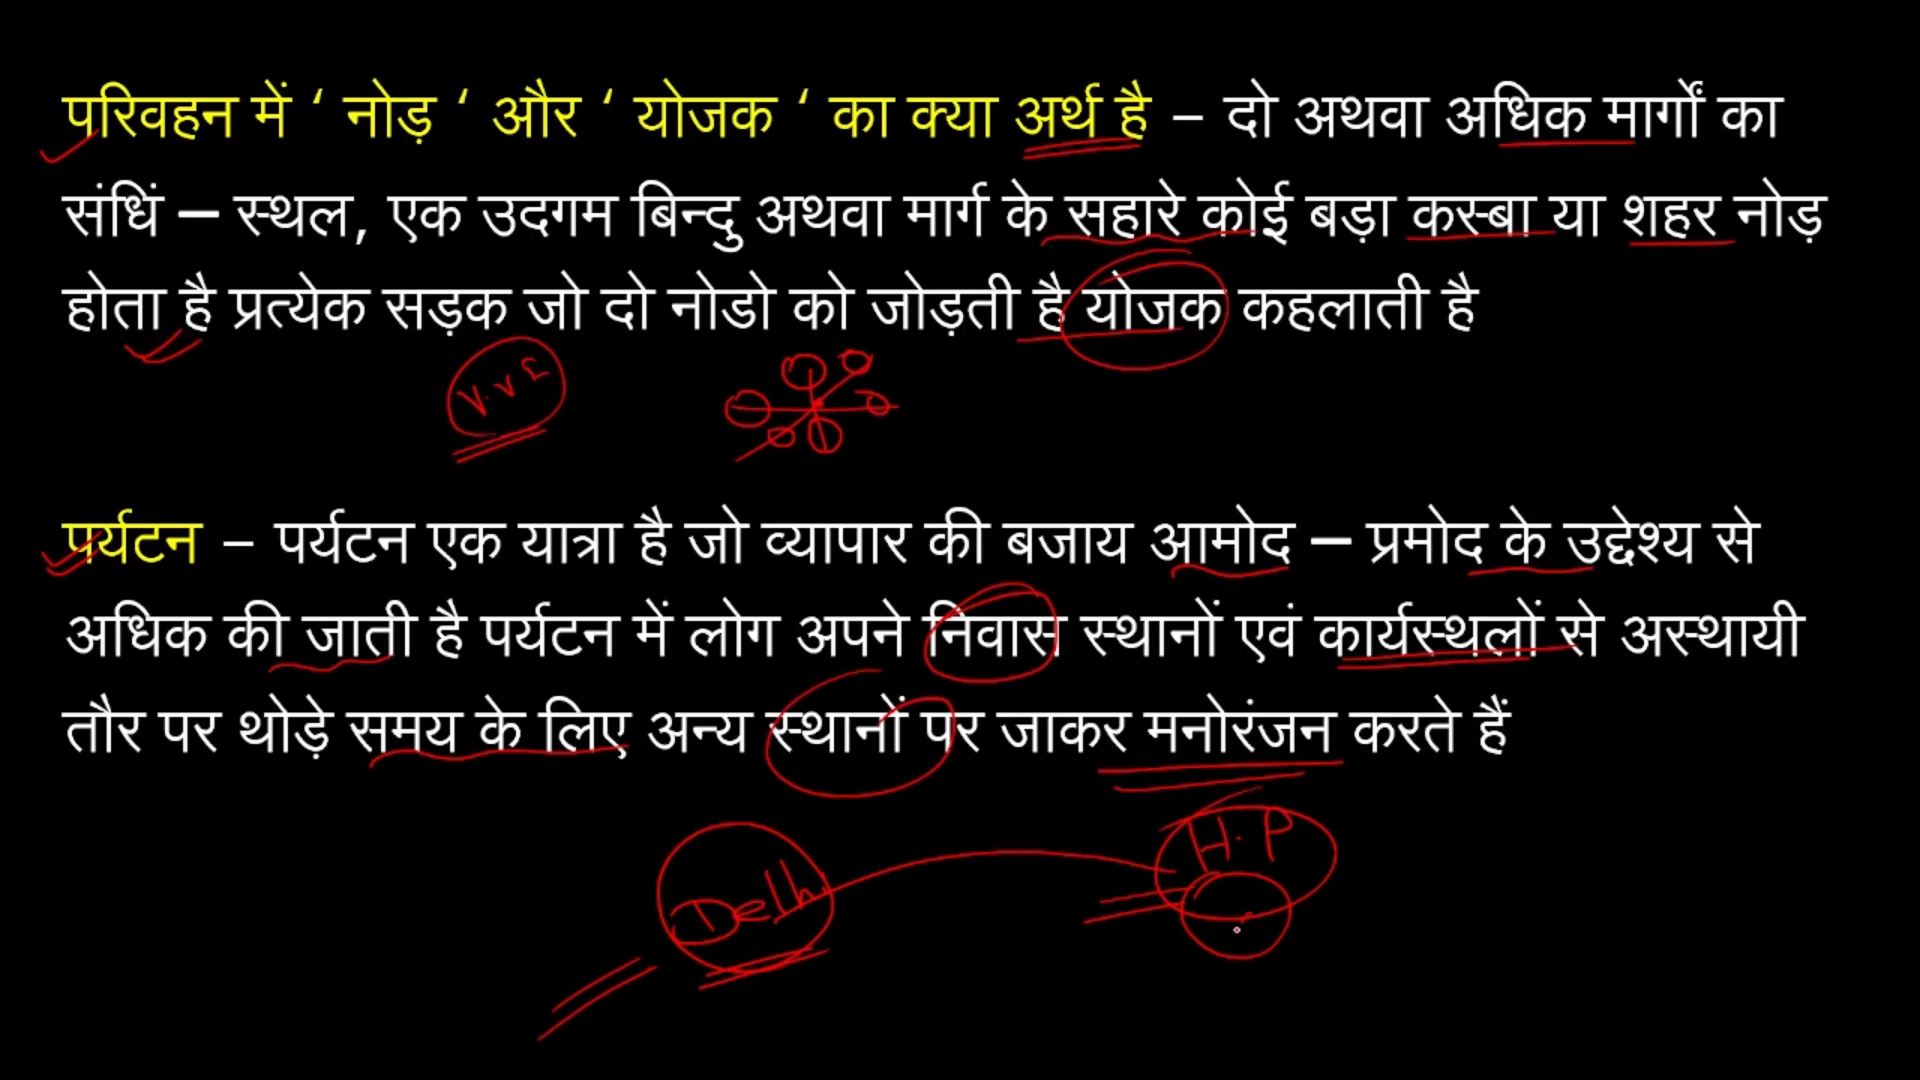 परिवहन में ‘ नोड़ ‘ और ‘ योजक ‘ का क्या अर्थ है – दो अथवा अधिक मार्गों का
संधिं – स्थल, एक उदगम बिन्दु अथवा मार्ग के सहारे कोई बड़ा कस्बा या शहर नोड़
होता है प्रत्येक सड़क जो दो नोडो को जोड़ती है योजक कहलाती है
V.V.I
पर्यटन – पर्यटन एक यात्रा है जो व्यापार की बजाय आमोद – प्रमोद के उद्देश्य से
अधिक की जाती है पर्यटन में लोग अपने निवास स्थानों एवं कार्यस्थलों से अस्थायी
तौर पर थोड़े समय के लिए अन्य स्थानों पर जाकर मनोरंजन करते हैं
H.P
Delhi